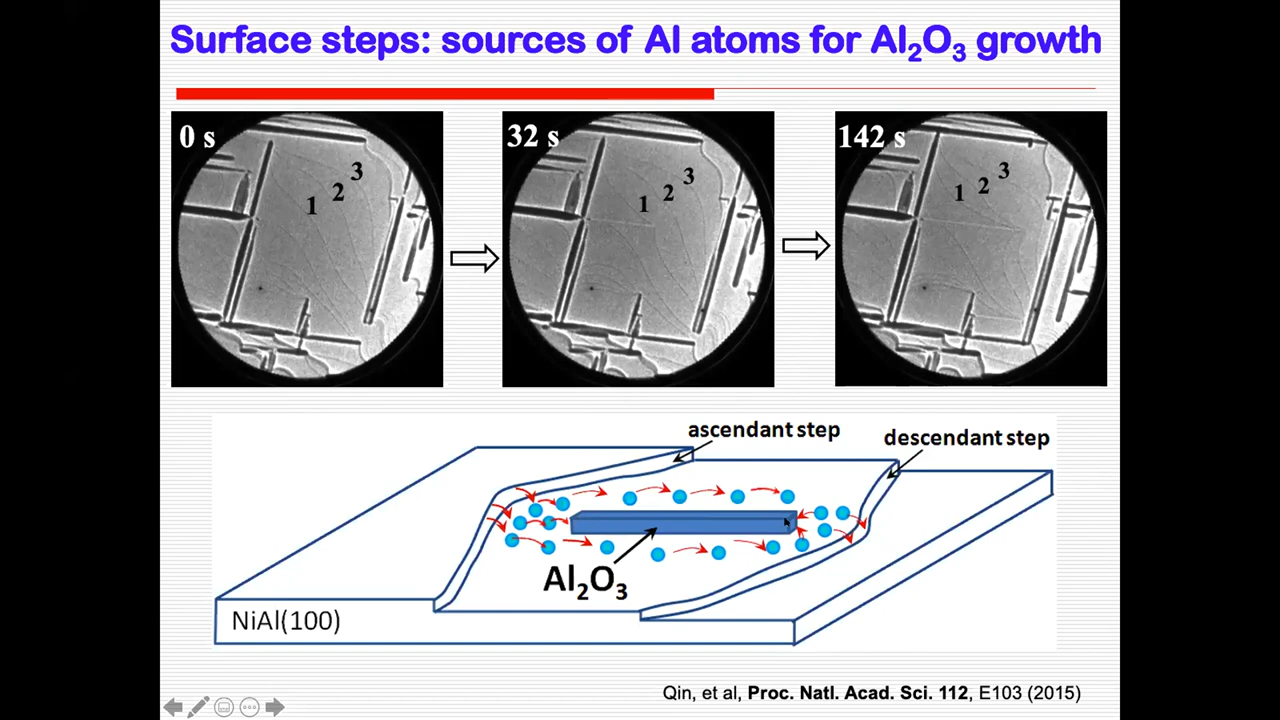 Surface steps: sources of Al atoms for Al₂O₃ growth
0 s
1 2 3
32 s
1 2 3
142 s
1 2 3
ascendant step
descendant step
Al₂O₃
NiAl(100)
Qin, et al, Proc. Natl. Acad. Sci. 112, E103 (2015)